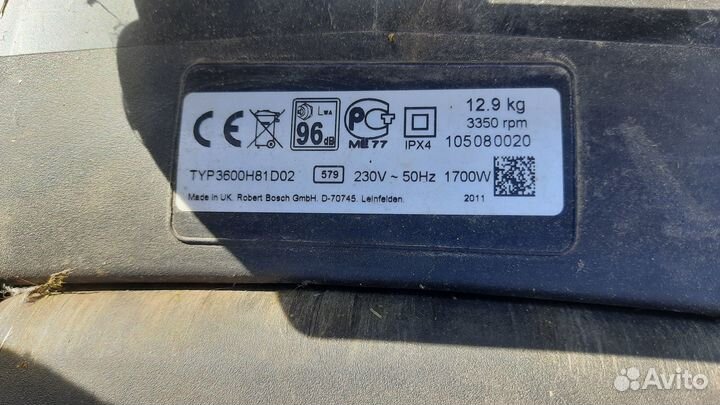 12.9 kg
3350 rpm
CE LWA 96dB PCT ME77 IPX4 105080020
TYP3600H81D02 579 230V ~ 50Hz 1700W
Made in UK. Robert Bosch GmbH. D-70745. Leinfelden. 2011
Avito